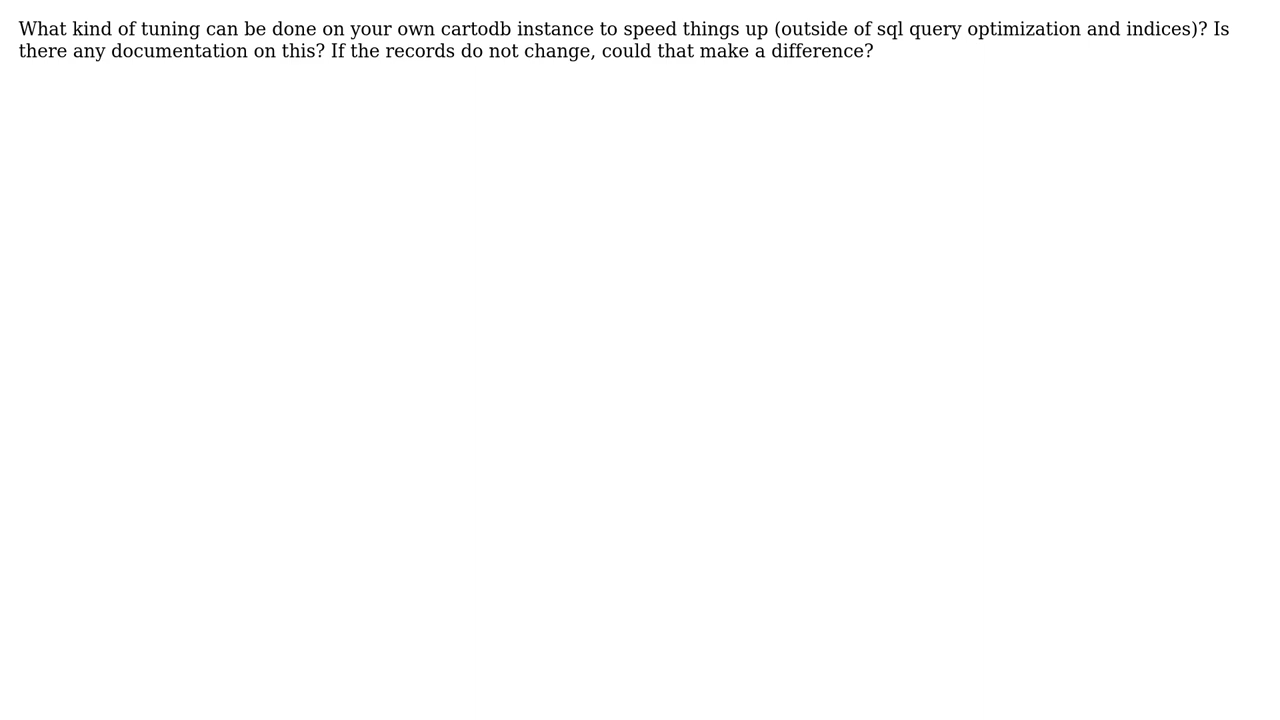 What kind of tuning can be done on your own cartodb instance to speed things up (outside of sql query optimization and indices)? Is
there any documentation on this? If the records do not change, could that make a difference?